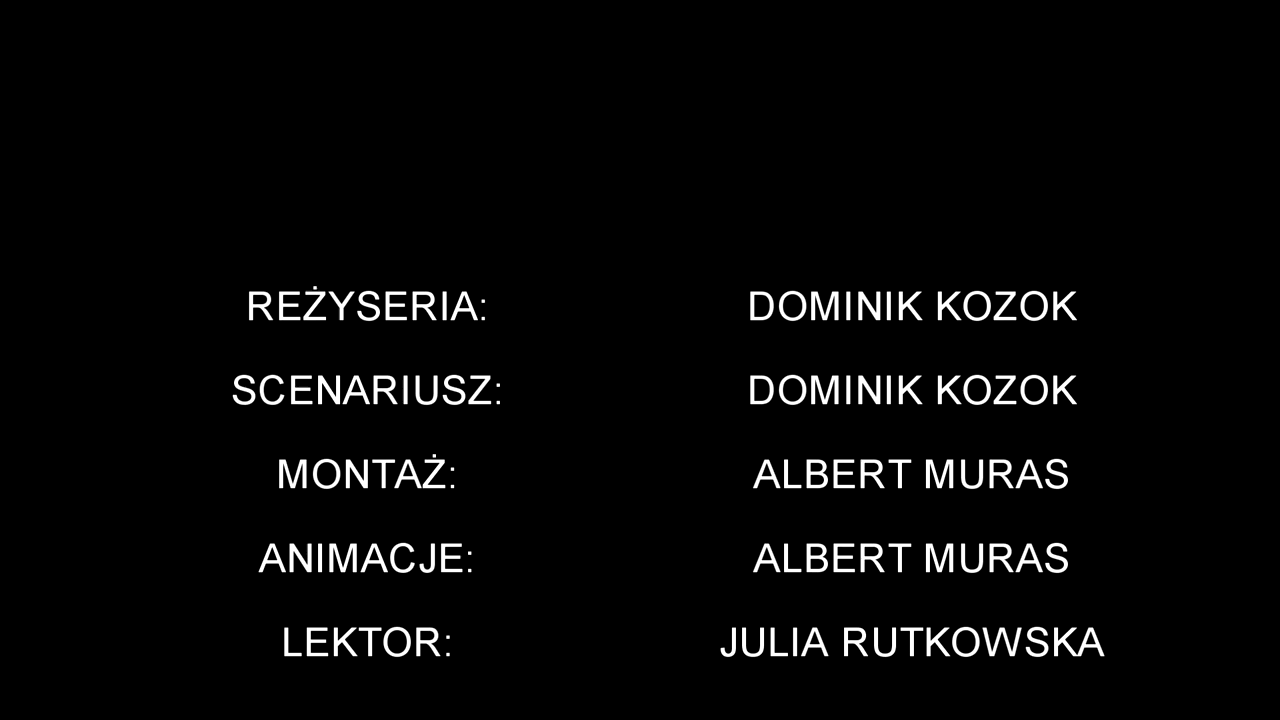 REŻYSERIA: DOMINIK KOZOK
SCENARIUSZ: DOMINIK KOZOK
MONTAŻ: ALBERT MURAS
ANIMACJE: ALBERT MURAS
LEKTOR: JULIA RUTKOWSKA